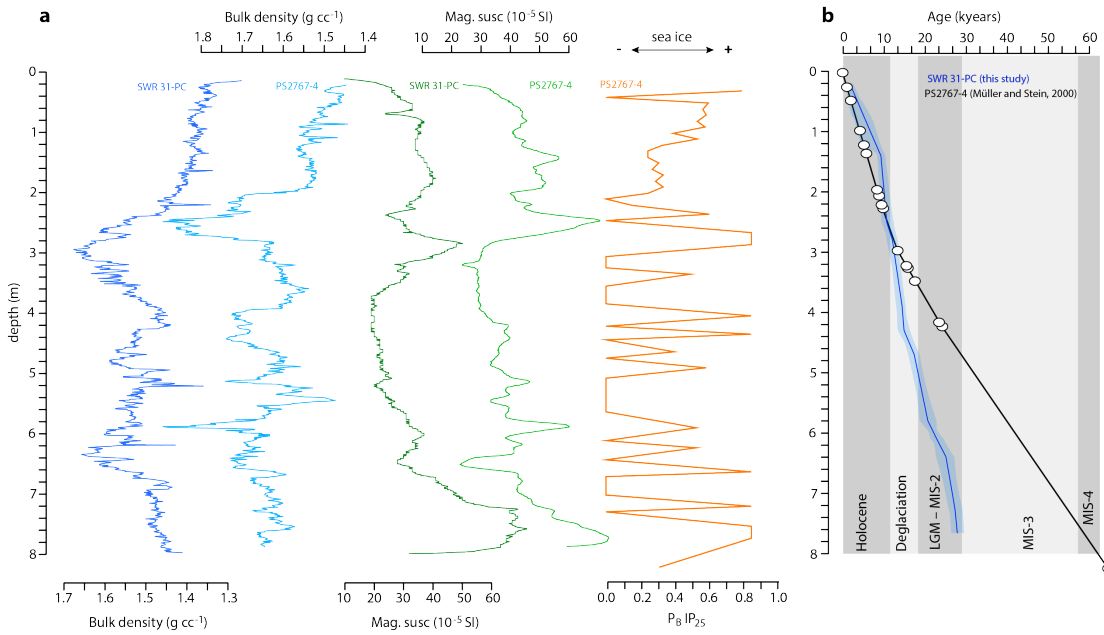 a
Bulk density (g cc-1)
1.8 1.7 1.6 1.5 1.4
Mag. susc (10-5 SI)
10 20 30 40 50 60
sea ice
- +
SWR 31-PC
PS2767-4
SWR 31-PC
PS2767-4
PS2767-4
depth (m)
0
1
2
3
4
5
6
7
8
1.7 1.6 1.5 1.4 1.3
Bulk density (g cc-1)
10 20 30 40 50 60
Mag. susc (10-5 SI)
0.0 0.2 0.4 0.6 0.8 1.0
PB IP25
b
Age (kyears)
0 10 20 30 40 50 60
SWR 31-PC (this study)
PS2767-4 (Müller and Stein, 2000)
0
1
2
3
4
5
6
7
8
Holocene
Deglaciation
LGM – MIS-2
MIS-3
MIS-4